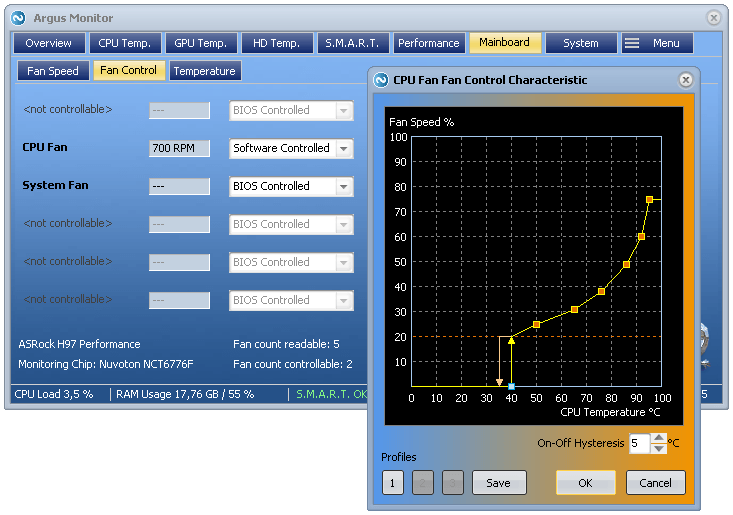 Argus Monitor
Overview CPU Temp. GPU Temp. HD Temp. S.M.A.R.T. Performance Mainboard System Menu
Fan Speed Fan Control Temperature
<not controllable> --- BIOS Controlled
CPU Fan 700 RPM Software Controlled
System Fan --- BIOS Controlled
<not controllable> --- BIOS Controlled
<not controllable> --- BIOS Controlled
<not controllable> --- BIOS Controlled
ASRock H97 Performance Fan count readable: 5
Monitoring Chip: Nuvoton NCT6776F Fan count controllable: 2
CPU Load 3,5 % RAM Usage 17,76 GB / 55 % S.M.A.R.T. OK 5
CPU Fan Fan Control Characteristic
Fan Speed %
100
90
80
70
60
50
40
30
20
10
0 10 20 30 40 50 60 70 80 90 100
CPU Temperature °C
On-Off Hysteresis 5 °C
Profiles
1 2 3 Save OK Cancel